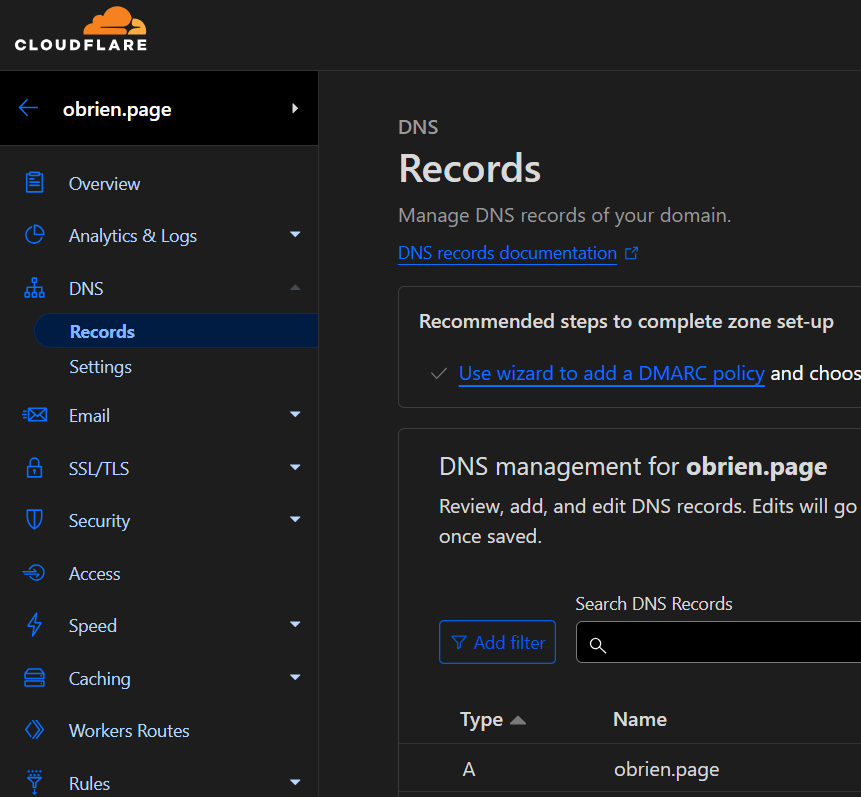 CLOUDFLARE
obrien.page
Overview
Analytics & Logs
DNS
Records
Settings
Email
SSL/TLS
Security
Access
Speed
Caching
Workers Routes
Rules
DNS
Records
Manage DNS records of your domain.
DNS records documentation
Recommended steps to complete zone set-up
Use wizard to add a DMARC policy and choos
DNS management for obrien.page
Review, add, and edit DNS records. Edits will go
once saved.
Add filter
Search DNS Records
Type Name
A obrien.page